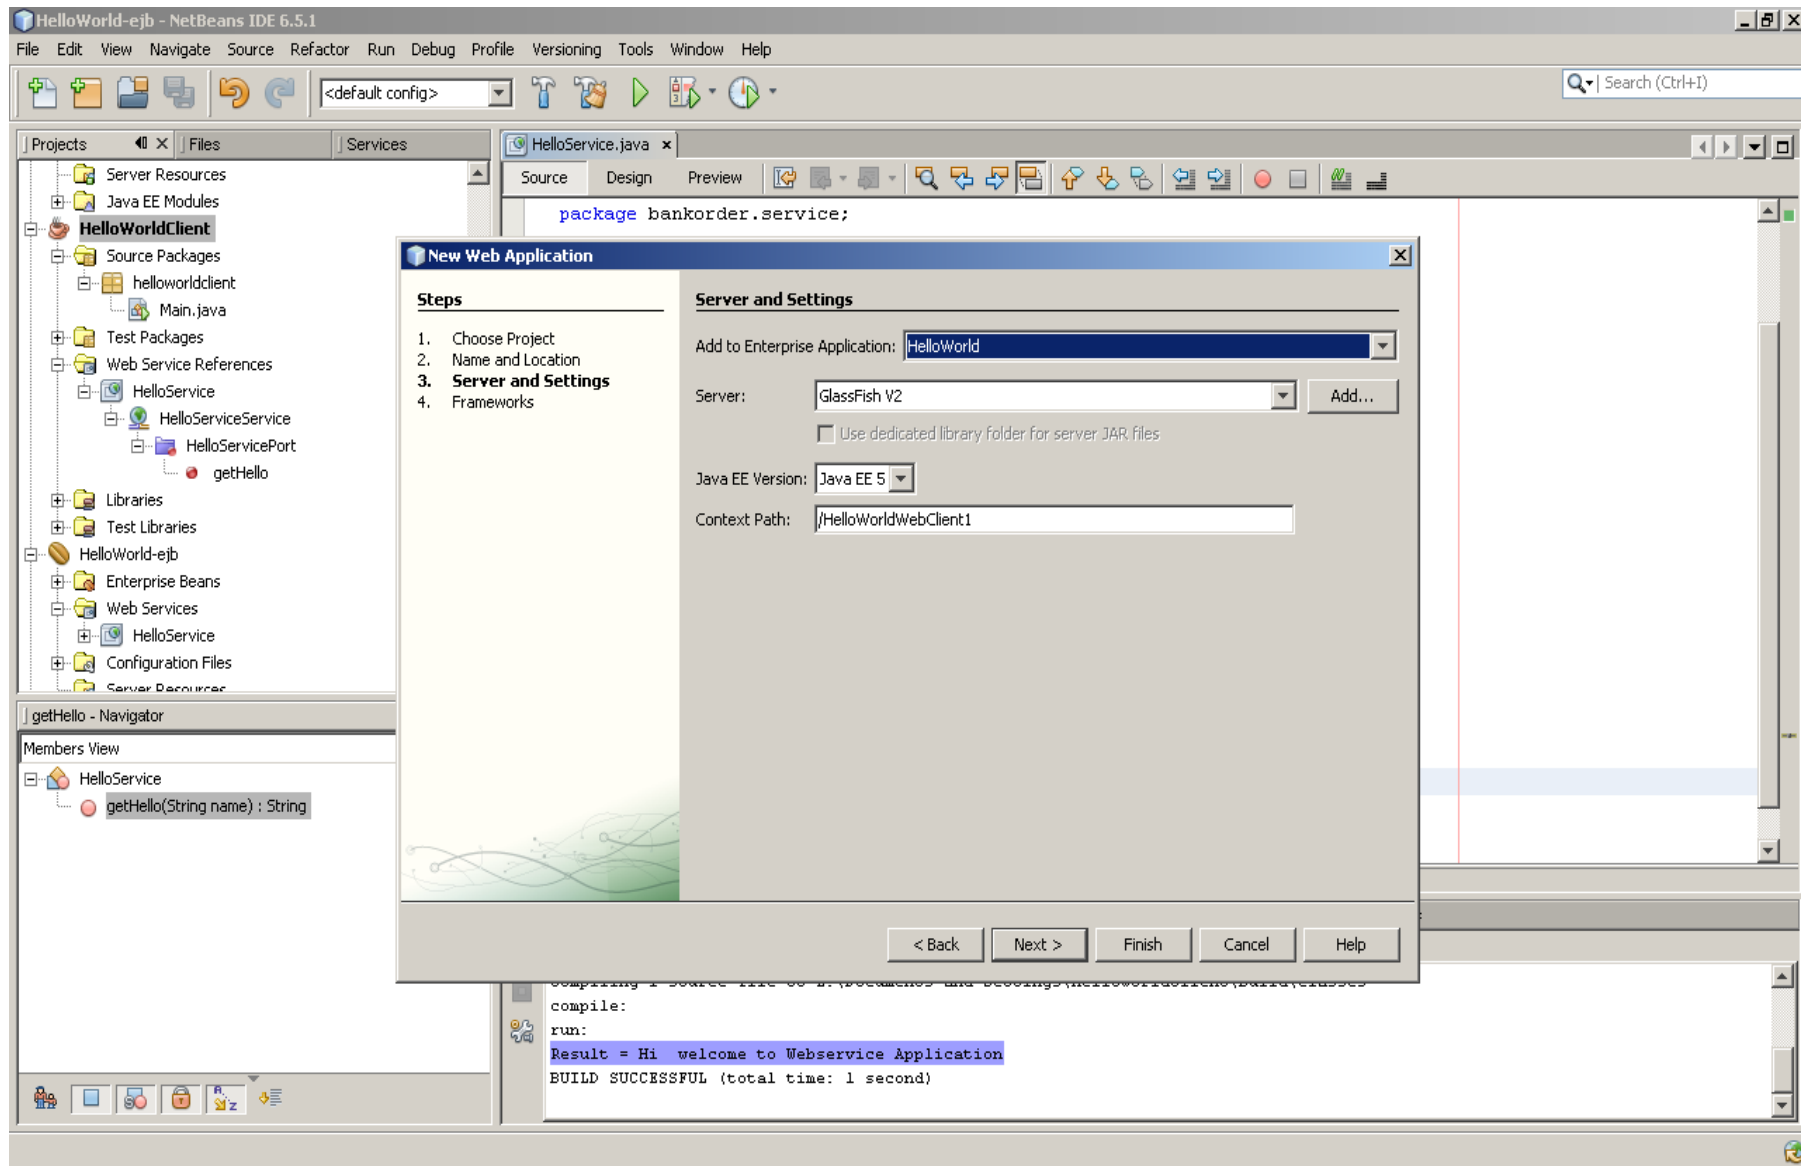 HelloWorld-ejb - NetBeans IDE 6.5.1
File Edit View Navigate Source Refactor Run Debug Profile Versioning Tools Window Help
<default config>
Search (Ctrl+I)
Projects Files Services
HelloService.java
Source Design Preview
Server Resources
Java EE Modules
HelloWorldClient
Source Packages
helloworldclient
Main.java
Test Packages
Web Service References
HelloService
HelloServiceService
HelloServicePort
getHello
Libraries
Test Libraries
HelloWorld-ejb
Enterprise Beans
Web Services
HelloService
Configuration Files
Server Resources
package bankorder.service;
New Web Application
Steps
1. Choose Project
2. Name and Location
3. Server and Settings
4. Frameworks
Server and Settings
Add to Enterprise Application: HelloWorld
Server: GlassFish V2 Add...
Use dedicated library folder for server JAR files
Java EE Version: Java EE 5
Context Path: /HelloWorldWebClient1
< Back Next > Finish Cancel Help
getHello - Navigator
Members View
HelloService
getHello(String name) : String
compile:
run:
Result = Hi welcome to Webservice Application
BUILD SUCCESSFUL (total time: 1 second)